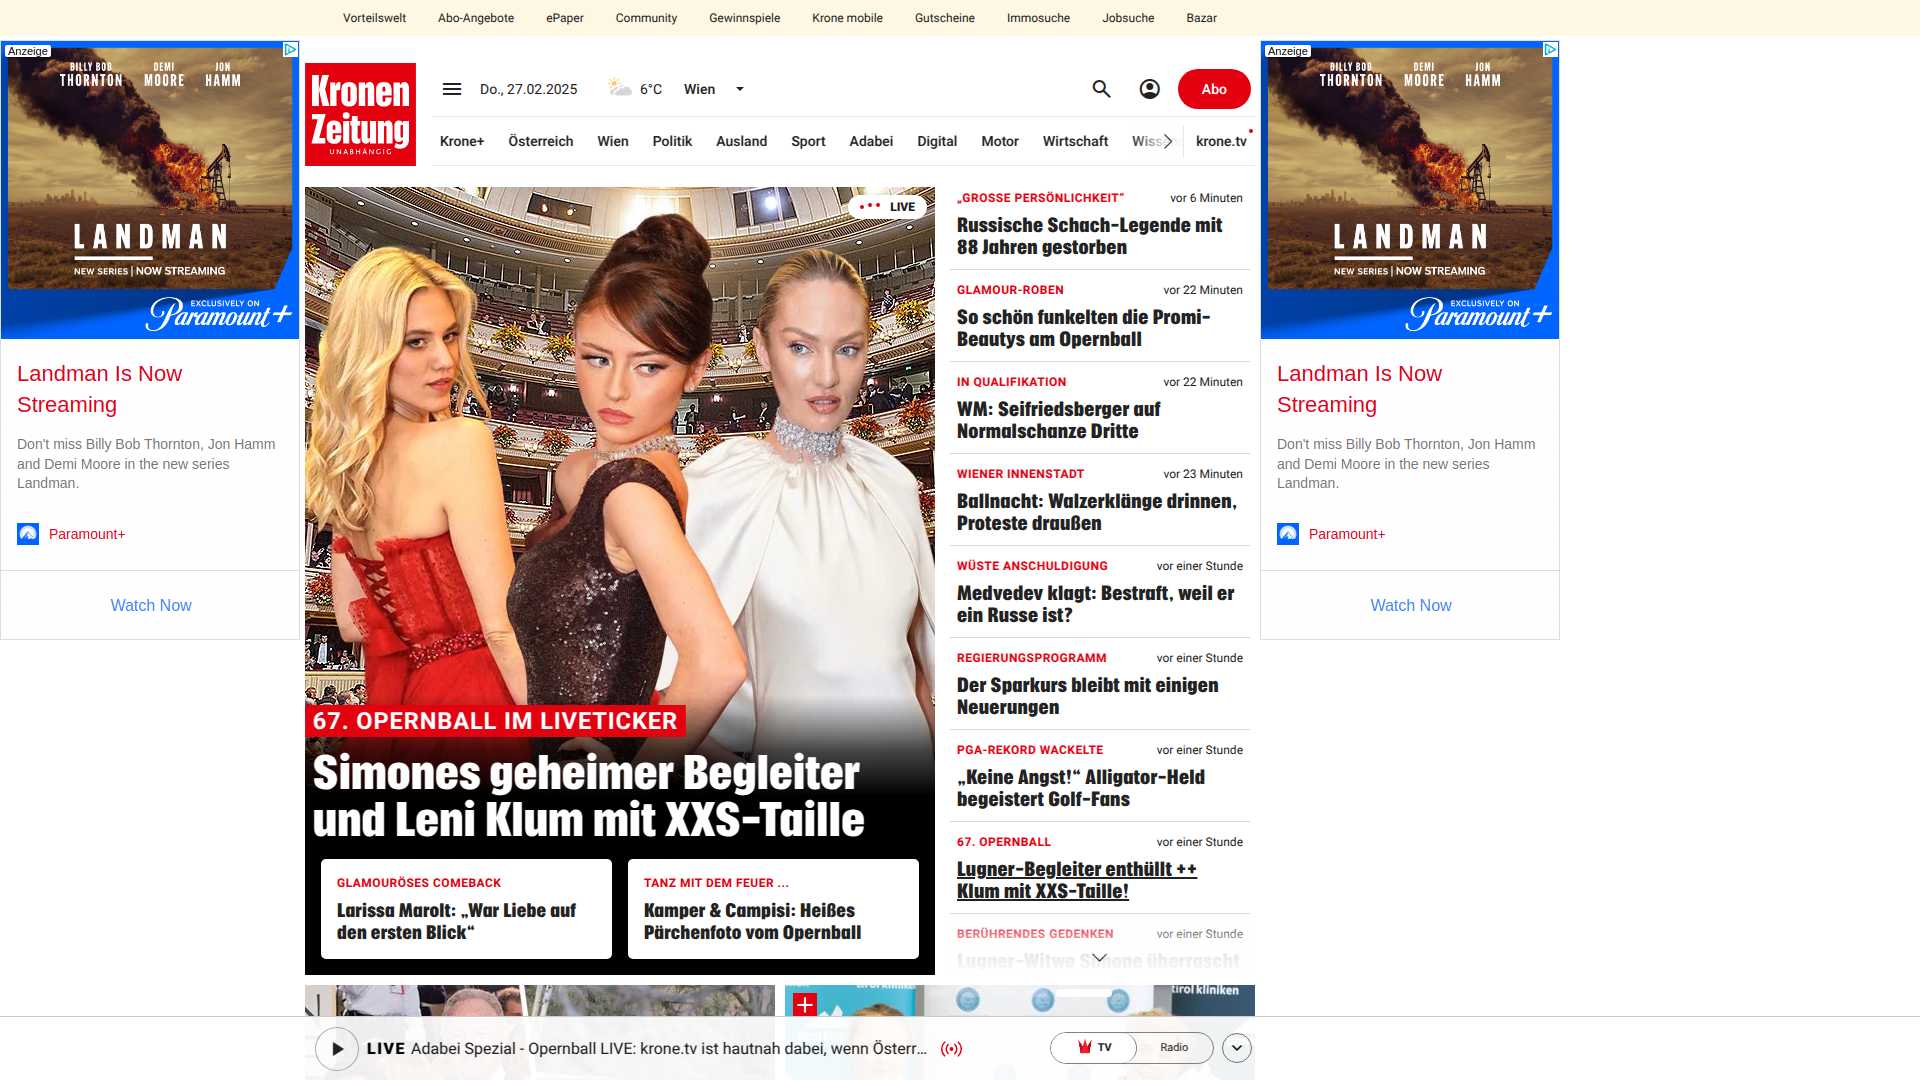 Vorteilswelt Abo-Angebote ePaper Community Gewinnspiele Krone mobile Gutscheine Immosuche Jobsuche Bazar
Anzeige
BILLY BOB THORNTON DEMI MOORE JON HAMM
LANDMAN
NEW SERIES | NOW STREAMING
EXCLUSIVELY ON
Paramount+
Landman Is Now
Streaming
Don't miss Billy Bob Thornton, Jon Hamm
and Demi Moore in the new series
Landman.
Paramount+
Watch Now
Kronen
Zeitung
UNABHÄNGIG
Do., 27.02.2025 6°C Wien
Abo
Krone+ Österreich Wien Politik Ausland Sport Adabei Digital Motor Wirtschaft krone.tv
LIVE
67. OPERNBALL IM LIVETICKER
Simones geheimer Begleiter
und Leni Klum mit XXS-Taille
GLAMOURÖSES COMEBACK
Larissa Marolt: „War Liebe auf
den ersten Blick“
TANZ MIT DEM FEUER ...
Kamper & Campisi: Heißes
Pärchenfoto vom Opernball
„GROSSE PERSÖNLICHKEIT“ vor 6 Minuten
Russische Schach-Legende mit
88 Jahren gestorben
GLAMOUR-ROBEN vor 22 Minuten
So schön funkelten die Promi-
Beautys am Opernball
IN QUALIFIKATION vor 22 Minuten
WM: Seifriedsberger auf
Normalschanze Dritte
WIENER INNENSTADT vor 23 Minuten
Ballnacht: Walzerklänge drinnen,
Proteste draußen
WÜSTE ANSCHULDIGUNG vor einer Stunde
Medvedev klagt: Bestraft, weil er
ein Russe ist?
REGIERUNGSPROGRAMM vor einer Stunde
Der Sparkurs bleibt mit einigen
Neuerungen
PGA-REKORD WACKELTE vor einer Stunde
„Keine Angst!“ Alligator-Held
begeistert Golf-Fans
67. OPERNBALL vor einer Stunde
Lugner-Begleiter enthüllt ++
Klum mit XXS-Taille!
BERÜHRENDES GEDENKEN vor einer Stunde
Lugner-Witwe Simone überrascht
Anzeige
BILLY BOB THORNTON DEMI MOORE JON HAMM
LANDMAN
NEW SERIES | NOW STREAMING
EXCLUSIVELY ON
Paramount+
Landman Is Now
Streaming
Don't miss Billy Bob Thornton, Jon Hamm
and Demi Moore in the new series
Landman.
Paramount+
Watch Now
tirol kliniken
LIVE Adabei Spezial - Opernball LIVE: krone.tv ist hautnah dabei, wenn Österr...
TV Radio